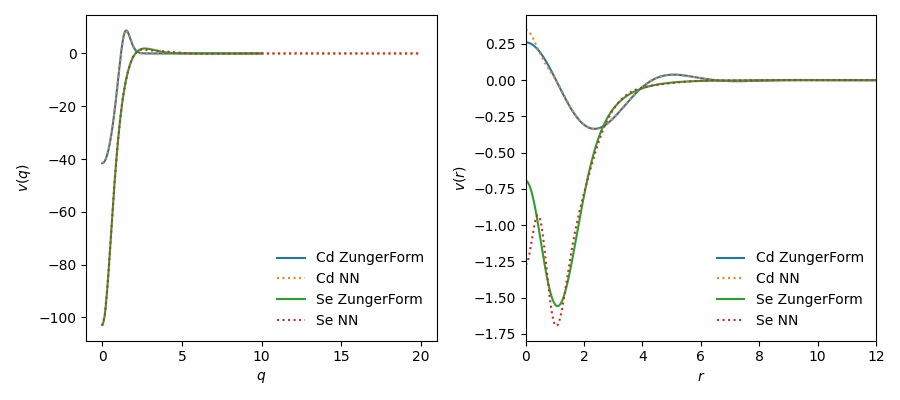 0
−20
−40
−60
−80
−100
v(q)
0
5
10
15
20
q
Cd ZungerForm
Cd NN
Se ZungerForm
Se NN
0.25
0.00
−0.25
−0.50
−0.75
−1.00
−1.25
−1.50
−1.75
v(r)
0
2
4
6
8
10
12
r
Cd ZungerForm
Cd NN
Se ZungerForm
Se NN